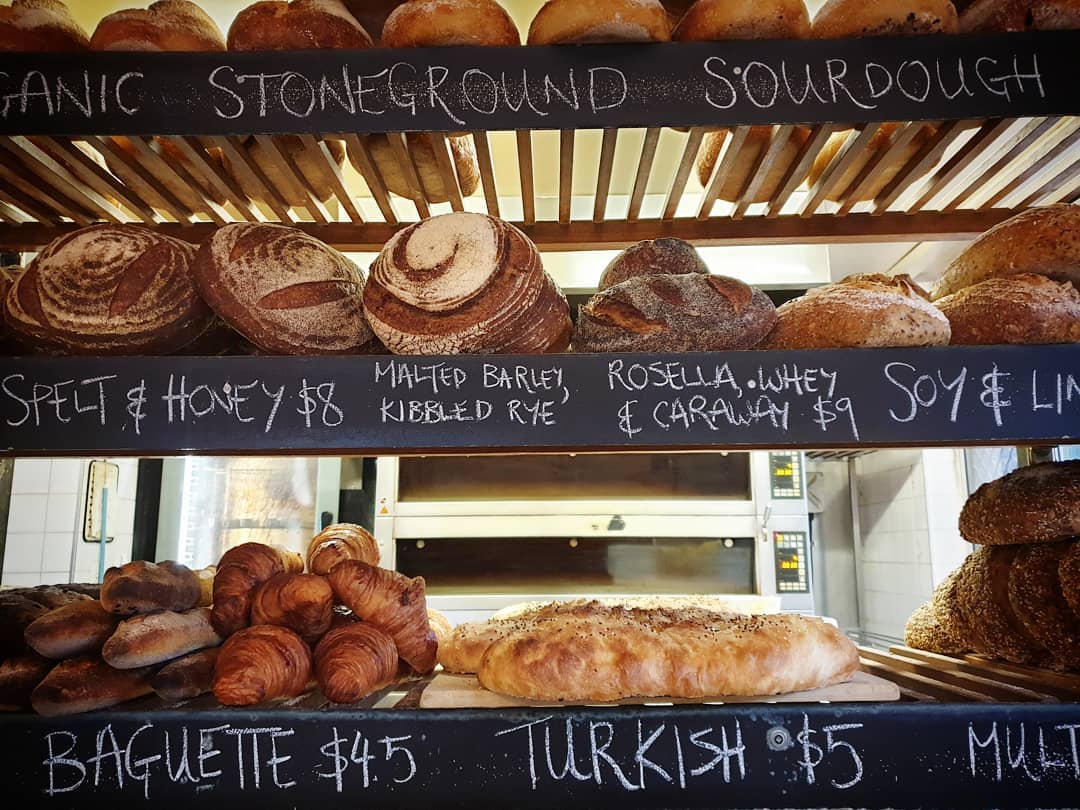 GANIC STONEGROUND SOURDOUGH
SPELT & HONEY $8
MALTED BARLEY,
KIBBLED RYE
ROSELLA, WHEY
& CARAWAY $9
SOY & LIN
BAGUETTE $4.5
TURKISH $5
MULT